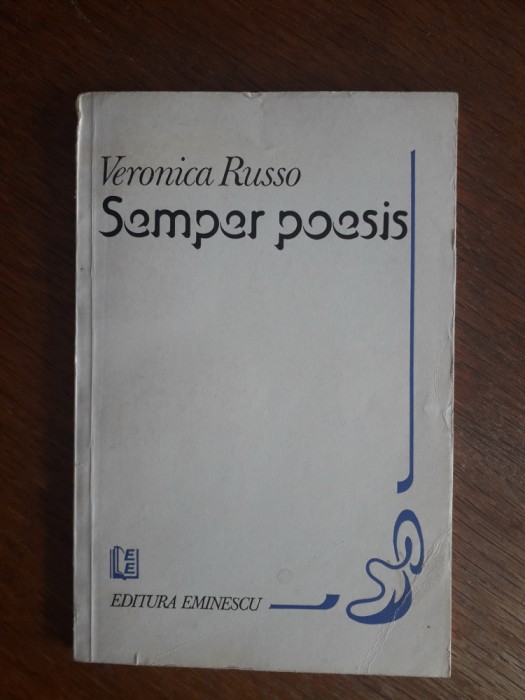 Veronica Russo
Semper poesis
E
E
EDITURA EMINESCU